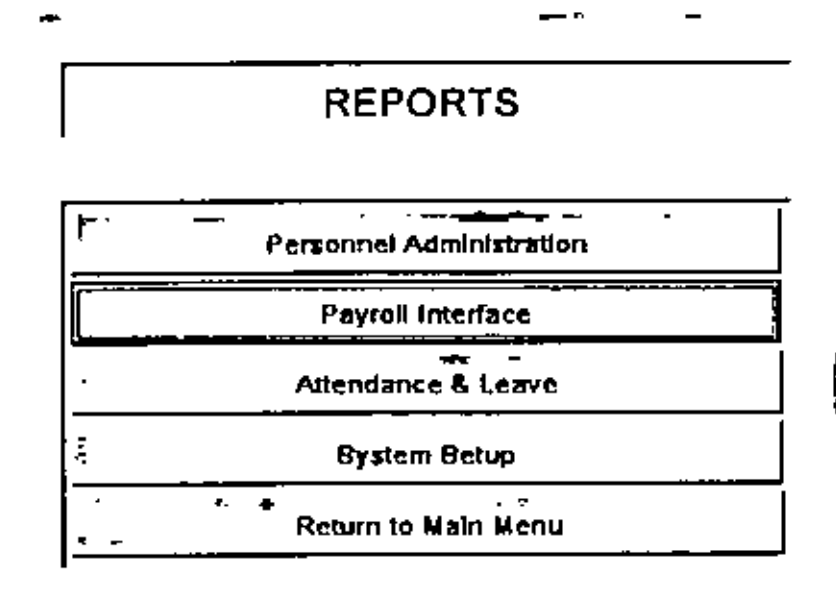 REPORTS
Personnel Administration
Payroll Interface
Attendance & Leave
System Setup
Return to Main Menu